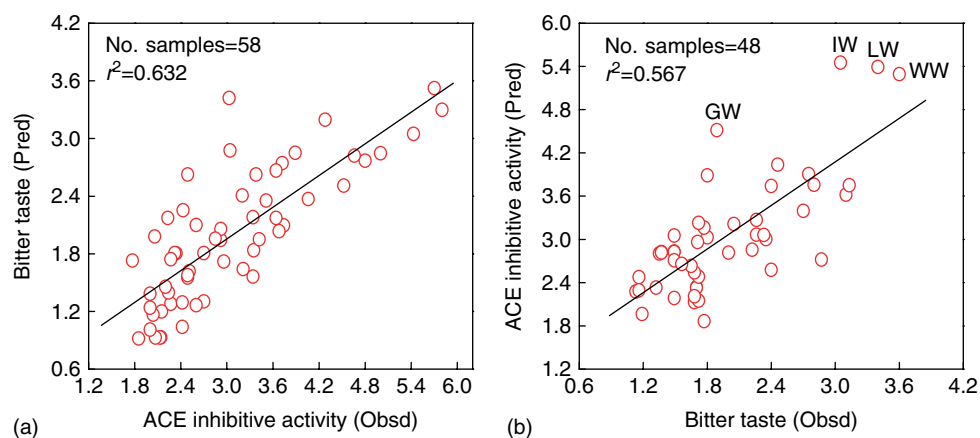 4.2
3.6
3.0
2.4
1.8
1.2
0.6
Bitter taste (Pred)
No. samples=58
r²=0.632
1.2 1.8 2.4 3.0 3.6 4.2 4.8 5.4 6.0
(a) ACE inhibitive activity (Obsd)
6.0
5.4
4.8
4.2
3.6
3.0
2.4
1.8
1.2
ACE inhibitive activity (Pred)
No. samples=48
r²=0.567
IW LW
WW
GW
0.6 1.2 1.8 2.4 3.0 3.6 4.2
(b) Bitter taste (Obsd)